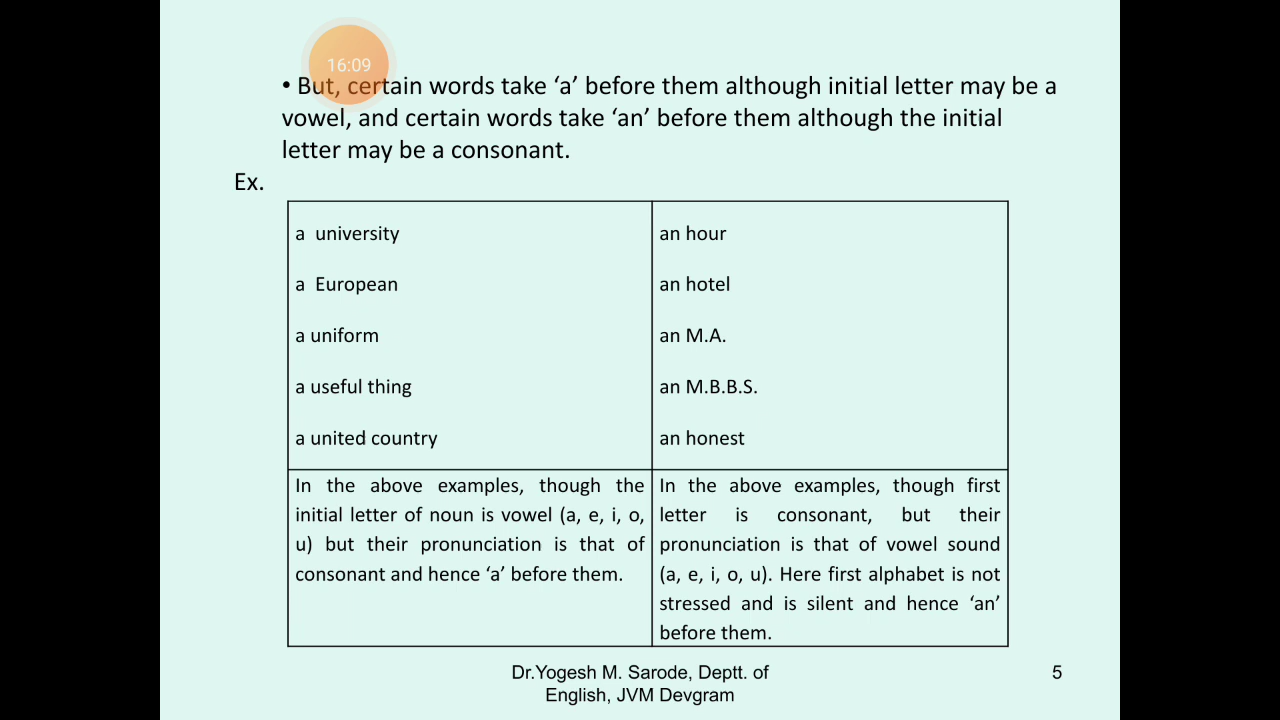 16:09
• But, certain words take ‘a’ before them although initial letter may be a
vowel, and certain words take ‘an’ before them although the initial
letter may be a consonant.
Ex.
a university
a European
a uniform
a useful thing
a united country
an hour
an hotel
an M.A.
an M.B.B.S.
an honest
In the above examples, though the
initial letter of noun is vowel (a, e, i, o,
u) but their pronunciation is that of
consonant and hence ‘a’ before them.
In the above examples, though first
letter is consonant, but their
pronunciation is that of vowel sound
(a, e, i, o, u). Here first alphabet is not
stressed and is silent and hence ‘an’
before them.
Dr.Yogesh M. Sarode, Deptt. of
English, JVM Devgram
5